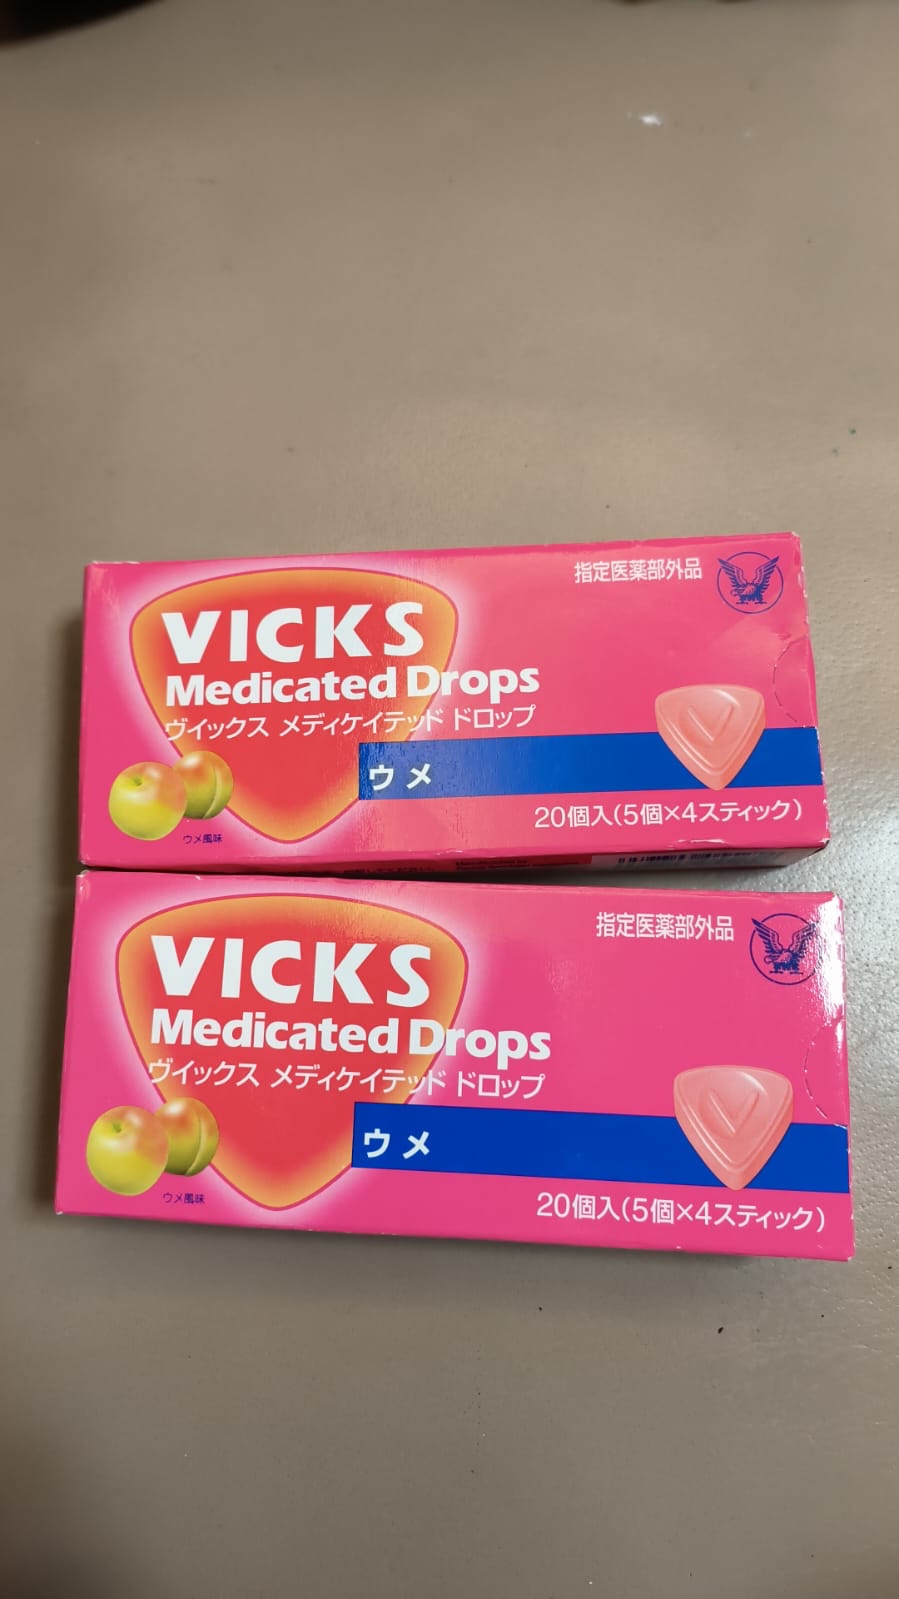 指定医薬部外品
VICKS
Medicated Drops
ヴイックス メディケイテッド ドロップ
ウメ
ウメ風味
20個入(5個×4スティック)
指定医薬部外品
VICKS
Medicated Drops
ヴイックス メディケイテッド ドロップ
ウメ
ウメ風味
20個入(5個×4スティック)